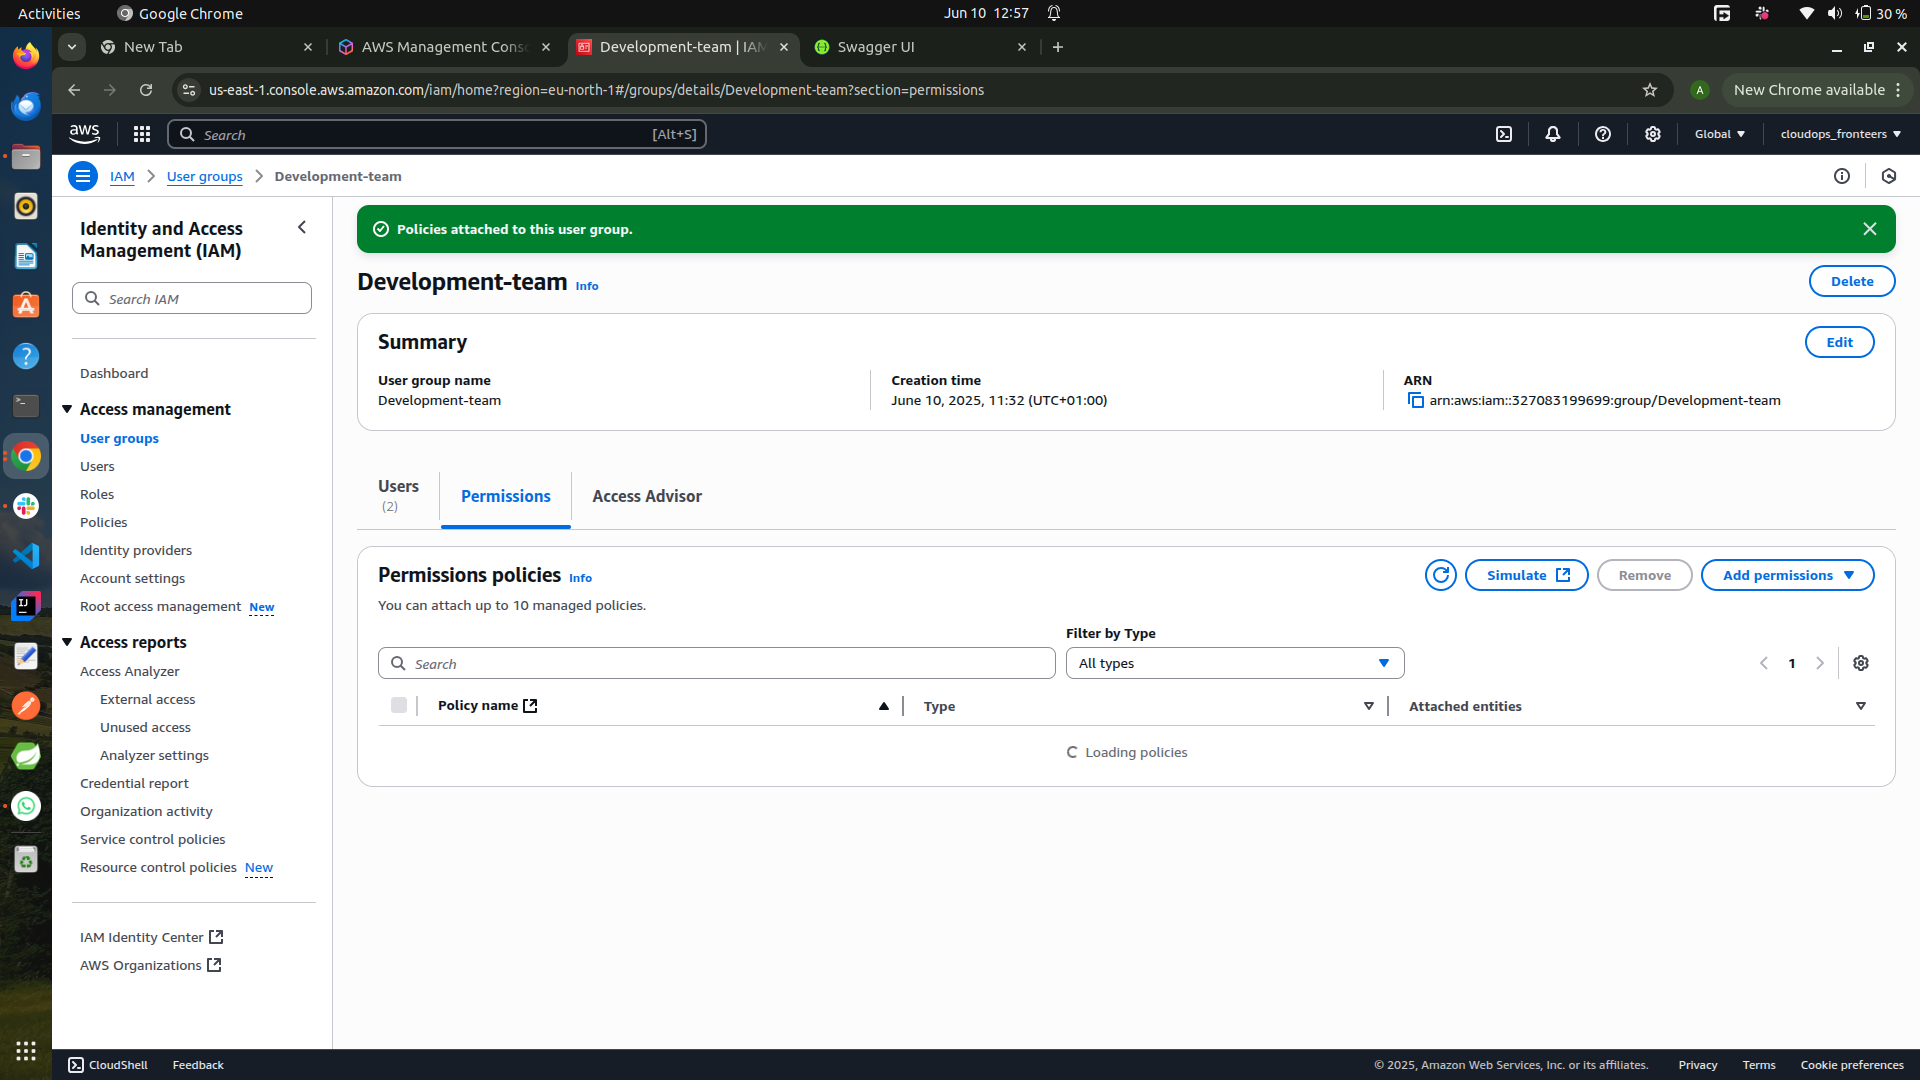 Activities
Google Chrome
Jun 10 12:57
30 %
New Tab
AWS Management Conso
Development-team | IAM
Swagger UI
us-east-1.console.aws.amazon.com/iam/home?region=eu-north-1#/groups/details/Development-team?section=permissions
A
New Chrome available
aws
Search
[Alt+S]
Global
cloudops_fronteers
IAM
User groups
Development-team
Identity and Access
Management (IAM)
Search IAM
Dashboard
Access management
User groups
Users
Roles
Policies
Identity providers
Account settings
Root access management New
Access reports
Access Analyzer
External access
Unused access
Analyzer settings
Credential report
Organization activity
Service control policies
Resource control policies New
IAM Identity Center
AWS Organizations
Policies attached to this user group.
Development-team Info
Delete
Summary
Edit
User group name
Development-team
Creation time
June 10, 2025, 11:32 (UTC+01:00)
ARN
arn:aws:iam::327083199699:group/Development-team
Users
(2)
Permissions
Access Advisor
Permissions policies Info
You can attach up to 10 managed policies.
Simulate
Remove
Add permissions
Filter by Type
Search
All types
1
Policy name
Type
Attached entities
Loading policies
CloudShell
Feedback
© 2025, Amazon Web Services, Inc. or its affiliates.
Privacy
Terms
Cookie preferences